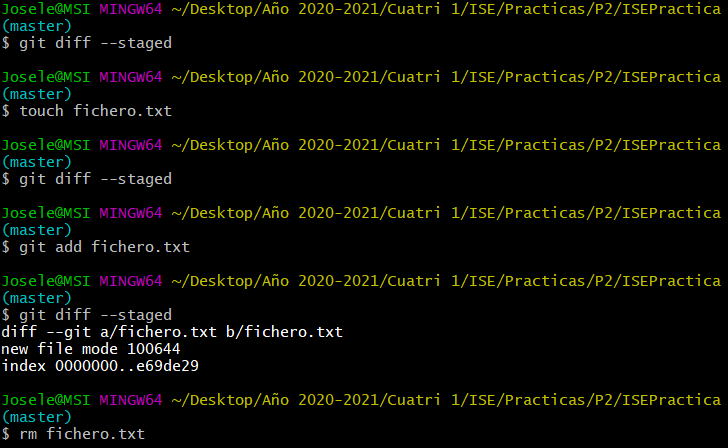 Josele@MSI MINGW64 ~/Desktop/Año 2020-2021/Cuatri 1/ISE/Practicas/P2/ISEPractica
(master)
$ git diff --staged
Josele@MSI MINGW64 ~/Desktop/Año 2020-2021/Cuatri 1/ISE/Practicas/P2/ISEPractica
(master)
$ touch fichero.txt
Josele@MSI MINGW64 ~/Desktop/Año 2020-2021/Cuatri 1/ISE/Practicas/P2/ISEPractica
(master)
$ git diff --staged
Josele@MSI MINGW64 ~/Desktop/Año 2020-2021/Cuatri 1/ISE/Practicas/P2/ISEPractica
(master)
$ git add fichero.txt
Josele@MSI MINGW64 ~/Desktop/Año 2020-2021/Cuatri 1/ISE/Practicas/P2/ISEPractica
(master)
$ git diff --staged
diff --git a/fichero.txt b/fichero.txt
new file mode 100644
index 0000000..e69de29
Josele@MSI MINGW64 ~/Desktop/Año 2020-2021/Cuatri 1/ISE/Practicas/P2/ISEPractica
(master)
$ rm fichero.txt